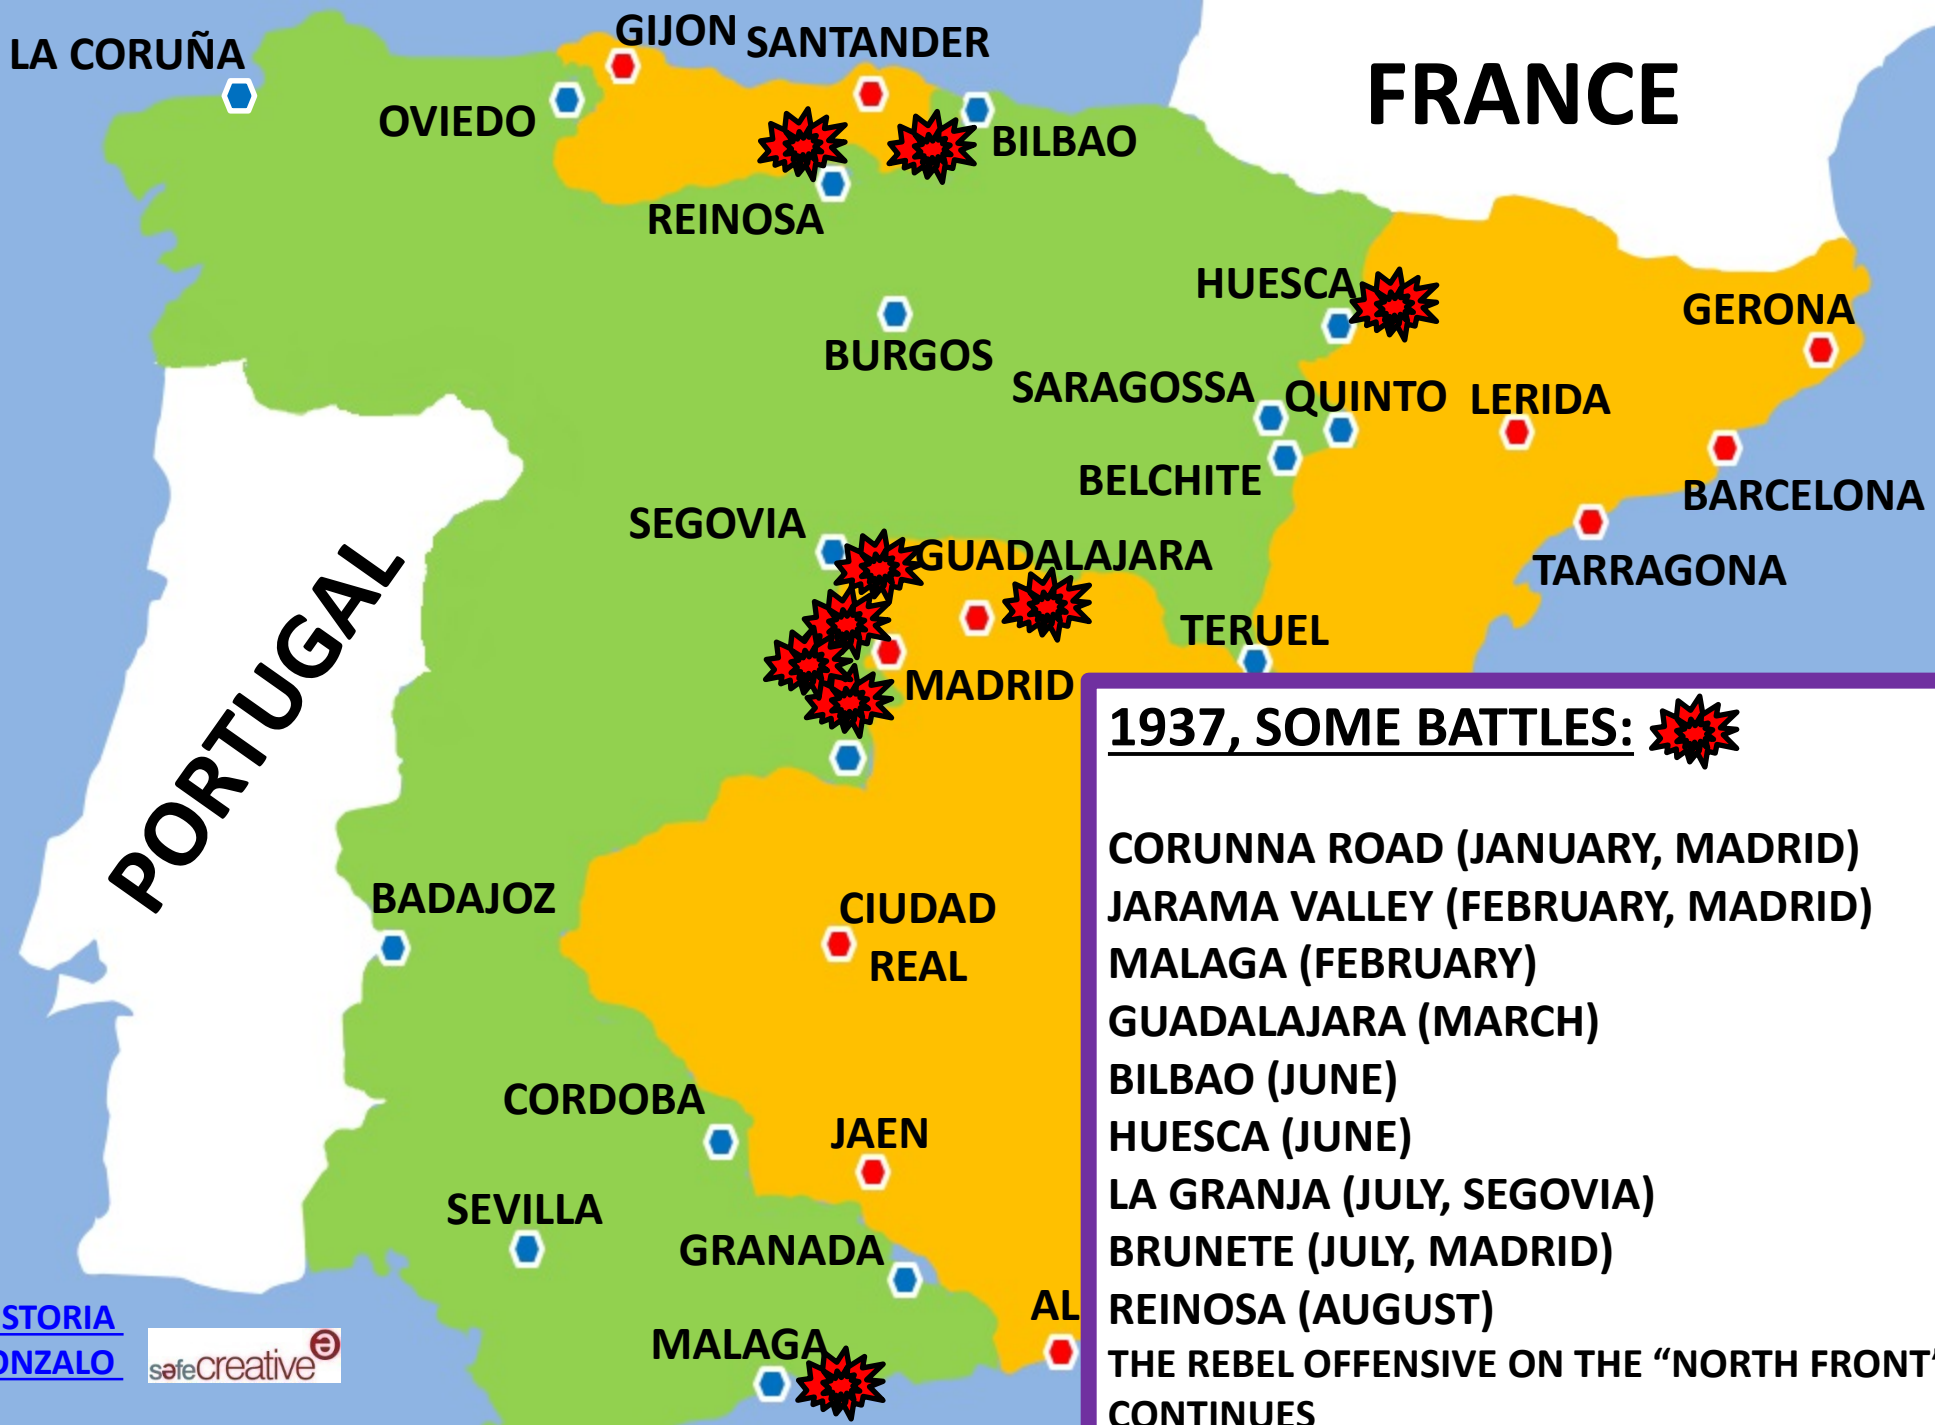 GIJON
SANTANDER
LA CORUÑA
FRANCE
OVIEDO
BILBAO
REINOSA
HUESCA
GERONA
BURGOS
SARAGOSSA
QUINTO
LERIDA
BELCHITE
BARCELONA
SEGOVIA
GUADALAJARA
TARRAGONA
TERUEL
PORTUGAL
MADRID
BADAJOZ
CIUDAD
REAL
CORDOBA
JAEN
SEVILLA
GRANADA
AL
MALAGA
STORIA
ONZALO
safecreative
1937, SOME BATTLES:
CORUNNA ROAD (JANUARY, MADRID)
JARAMA VALLEY (FEBRUARY, MADRID)
MALAGA (FEBRUARY)
GUADALAJARA (MARCH)
BILBAO (JUNE)
HUESCA (JUNE)
LA GRANJA (JULY, SEGOVIA)
BRUNETE (JULY, MADRID)
REINOSA (AUGUST)
THE REBEL OFFENSIVE ON THE “NORTH FRONT”
CONTINUES